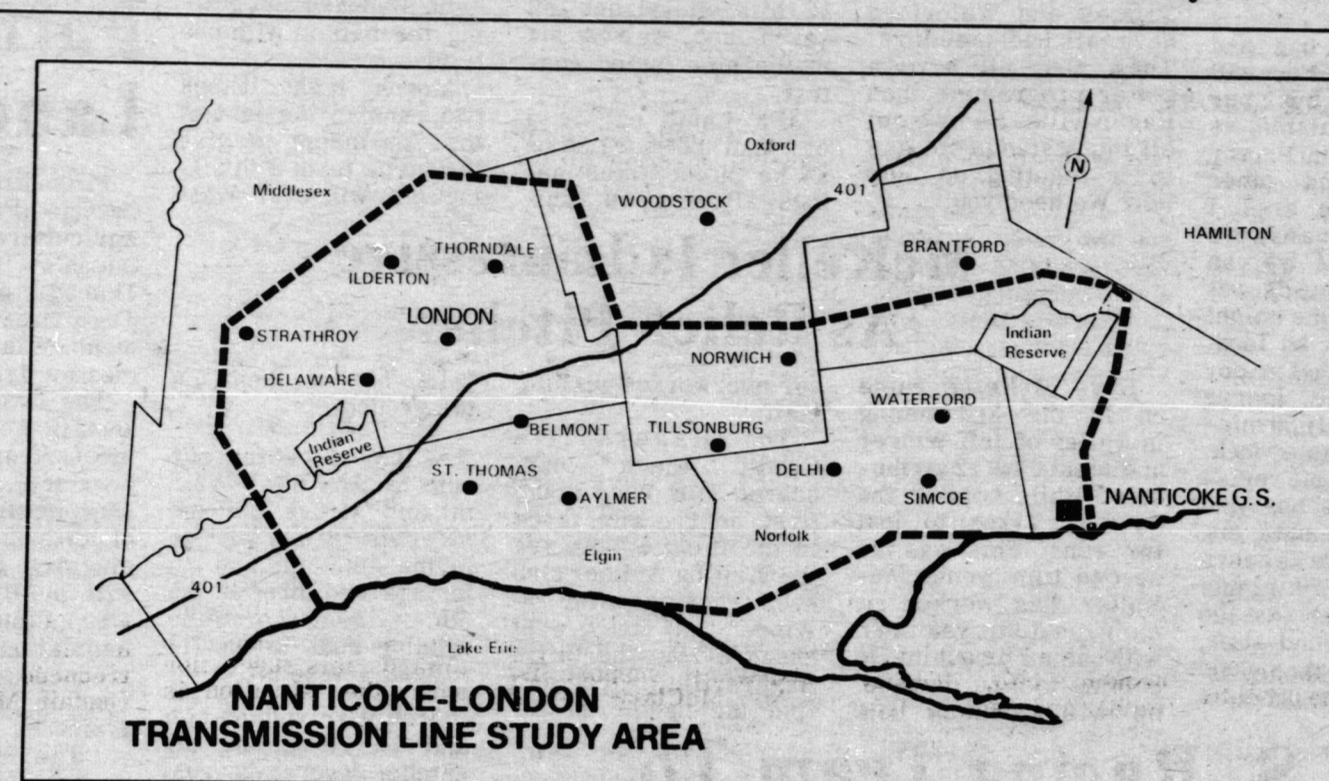 Oxford
Middlesex
401
WOODSTOCK
N
HAMILTON
THORNDALE
BRANTFORD
ILDERTON
LONDON
STRATHROY
Indian
Reserve
NORWICH
DELAWARE
WATERFORD
BELMONT
TILLSONBURG
Indian
Reserve
ST. THOMAS
DELHI
AYLMER
SIMCOE
NANTICOKE G.S.
Norfolk
Elgin
401
Lake Erie
NANTICOKE-LONDON
TRANSMISSION LINE STUDY AREA